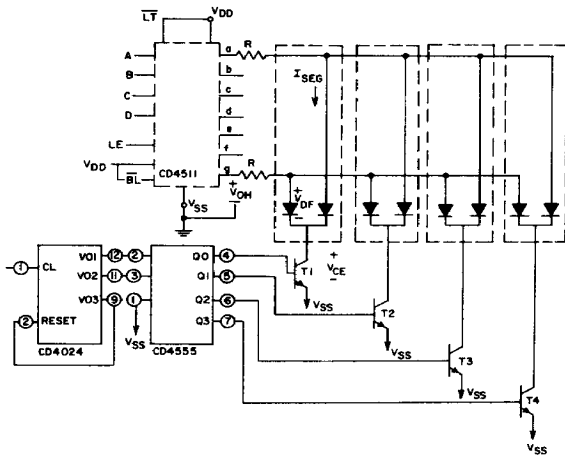 L̅T̅ VDD
A a R
B b
C c
D d
LE e
f
VDD g R
B̅L̅ CD4511
VSS
+ VOH −
ISEG
+ VDF −
1 CL VO1 12 2 Q0 4 T1 + VCE −
VO2 11 3 Q1 5 VSS
VO3 9 1 Q2 6 T2
2 RESET VSS Q3 7 VSS
CD4024 CD4555
T3
VSS
T4
VSS